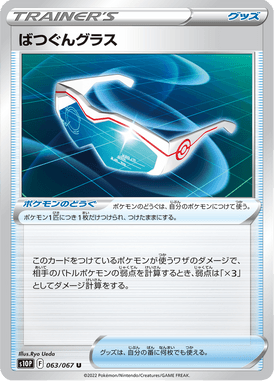 TRAINER'S
グッズ
ばつぐんグラス
ポケモンのどうぐ
ポケモンのどうぐは、自分のポケモンにつけて使う。
ポケモン1匹につき1枚だけつけられ、つけたままにする。
このカードをつけているポケモンが使うワザのダメージで、
相手のバトルポケモンの弱点を計算するとき、弱点は「×3」
としてダメージ計算をする。
Illus.Ryo Ueda
s10P F 063/067 U
グッズは、自分の番に何枚でも使える。
©2022 Pokémon/Nintendo/Creatures/GAME FREAK.